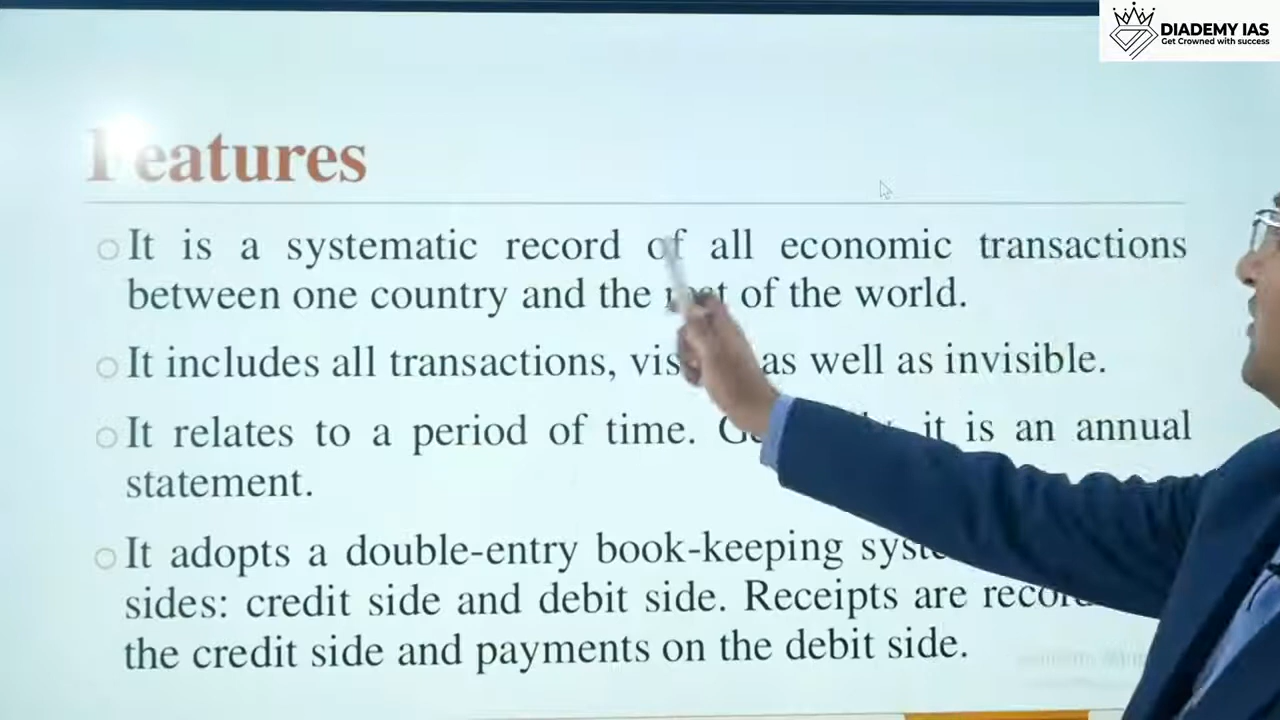 DIADEMY IAS
Get Crowned with success
Features
It is a systematic record of all economic transactions
between one country and the of the world.
It includes all transactions, as well as invisible.
It relates to a period of time. it is an annual
statement.
It adopts a double-entry book-keeping
sides: credit side and debit side. Receipts are
the credit side and payments on the debit side.